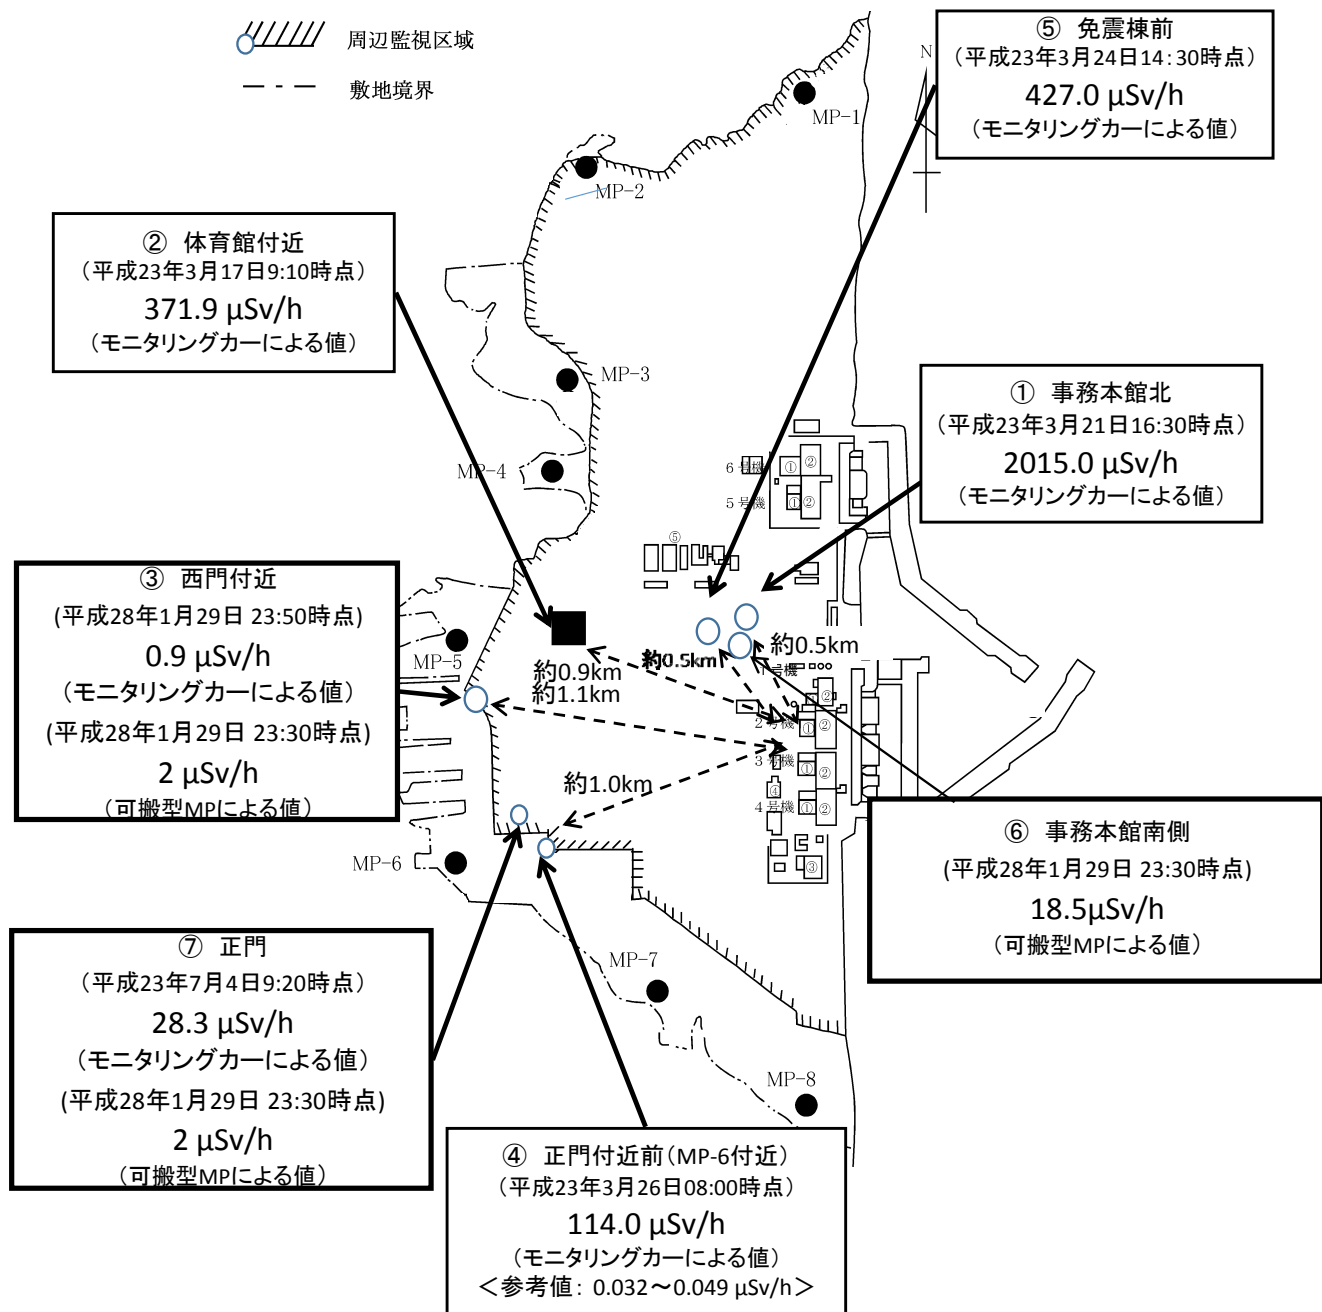 周辺監視区域
敷地境界
⑤ 免震棟前
(平成23年3月24日14:30時点)
427.0 μSv/h
(モニタリングカーによる値)
N
MP-1
MP-2
② 体育館付近
(平成23年3月17日9:10時点)
371.9 μSv/h
(モニタリングカーによる値)
MP-3
① 事務本館北
(平成23年3月21日16:30時点)
2015.0 μSv/h
(モニタリングカーによる値)
MP-4
6号機
①
②
5号機
①
②
⑤
③ 西門付近
(平成28年1月29日 23:50時点)
0.9 μSv/h
(モニタリングカーによる値)
(平成28年1月29日 23:30時点)
2 μSv/h
(可搬型MPによる値)
MP-5
約0.9km
約1.1km
約0.5km
約0.5km
1号機
②
2号機
①
②
3号機
①
②
④
4号機
①
②
③
約1.0km
MP-6
⑥ 事務本館南側
(平成28年1月29日 23:30時点)
18.5μSv/h
(可搬型MPによる値)
⑦ 正門
(平成23年7月4日9:20時点)
28.3 μSv/h
(モニタリングカーによる値)
(平成28年1月29日 23:30時点)
2 μSv/h
(可搬型MPによる値)
MP-7
MP-8
④ 正門付近前(MP-6付近)
(平成23年3月26日08:00時点)
114.0 μSv/h
(モニタリングカーによる値)
<参考値: 0.032～0.049 μSv/h>